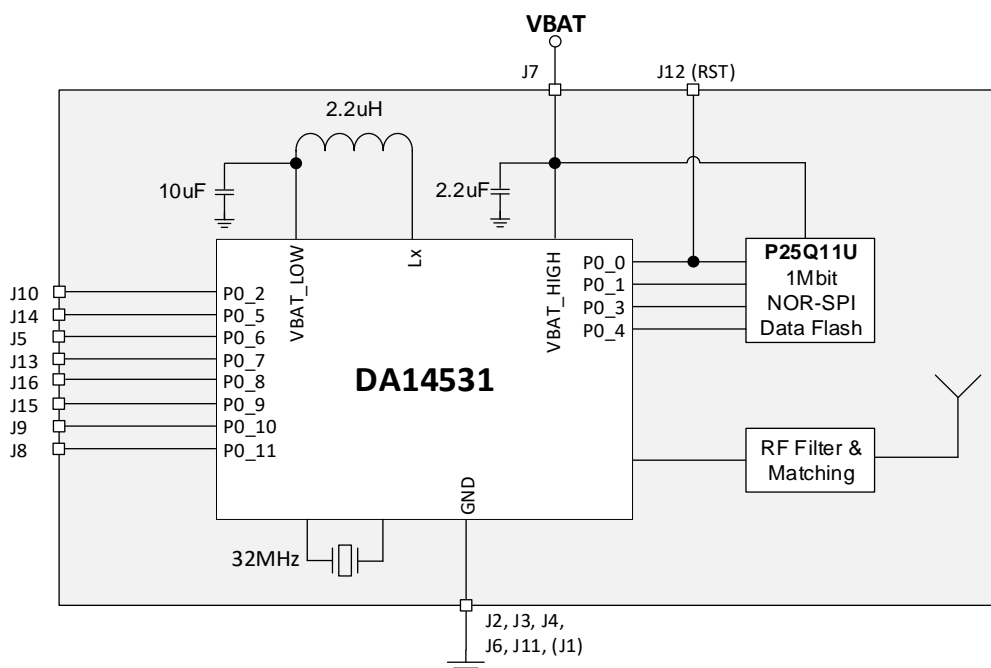 VBAT
J7
J12 (RST)
2.2uH
10uF
2.2uF
VBAT_LOW
Lx
VBAT_HIGH
P25Q11U
1Mbit
NOR-SPI
Data Flash
P0_0
P0_1
P0_3
P0_4
J10
P0_2
J14
P0_5
J5
P0_6
J13
P0_7
J16
P0_8
J15
P0_9
J9
P0_10
J8
P0_11
DA14531
RF Filter &
Matching
GND
32MHz
J2, J3, J4,
J6, J11, (J1)